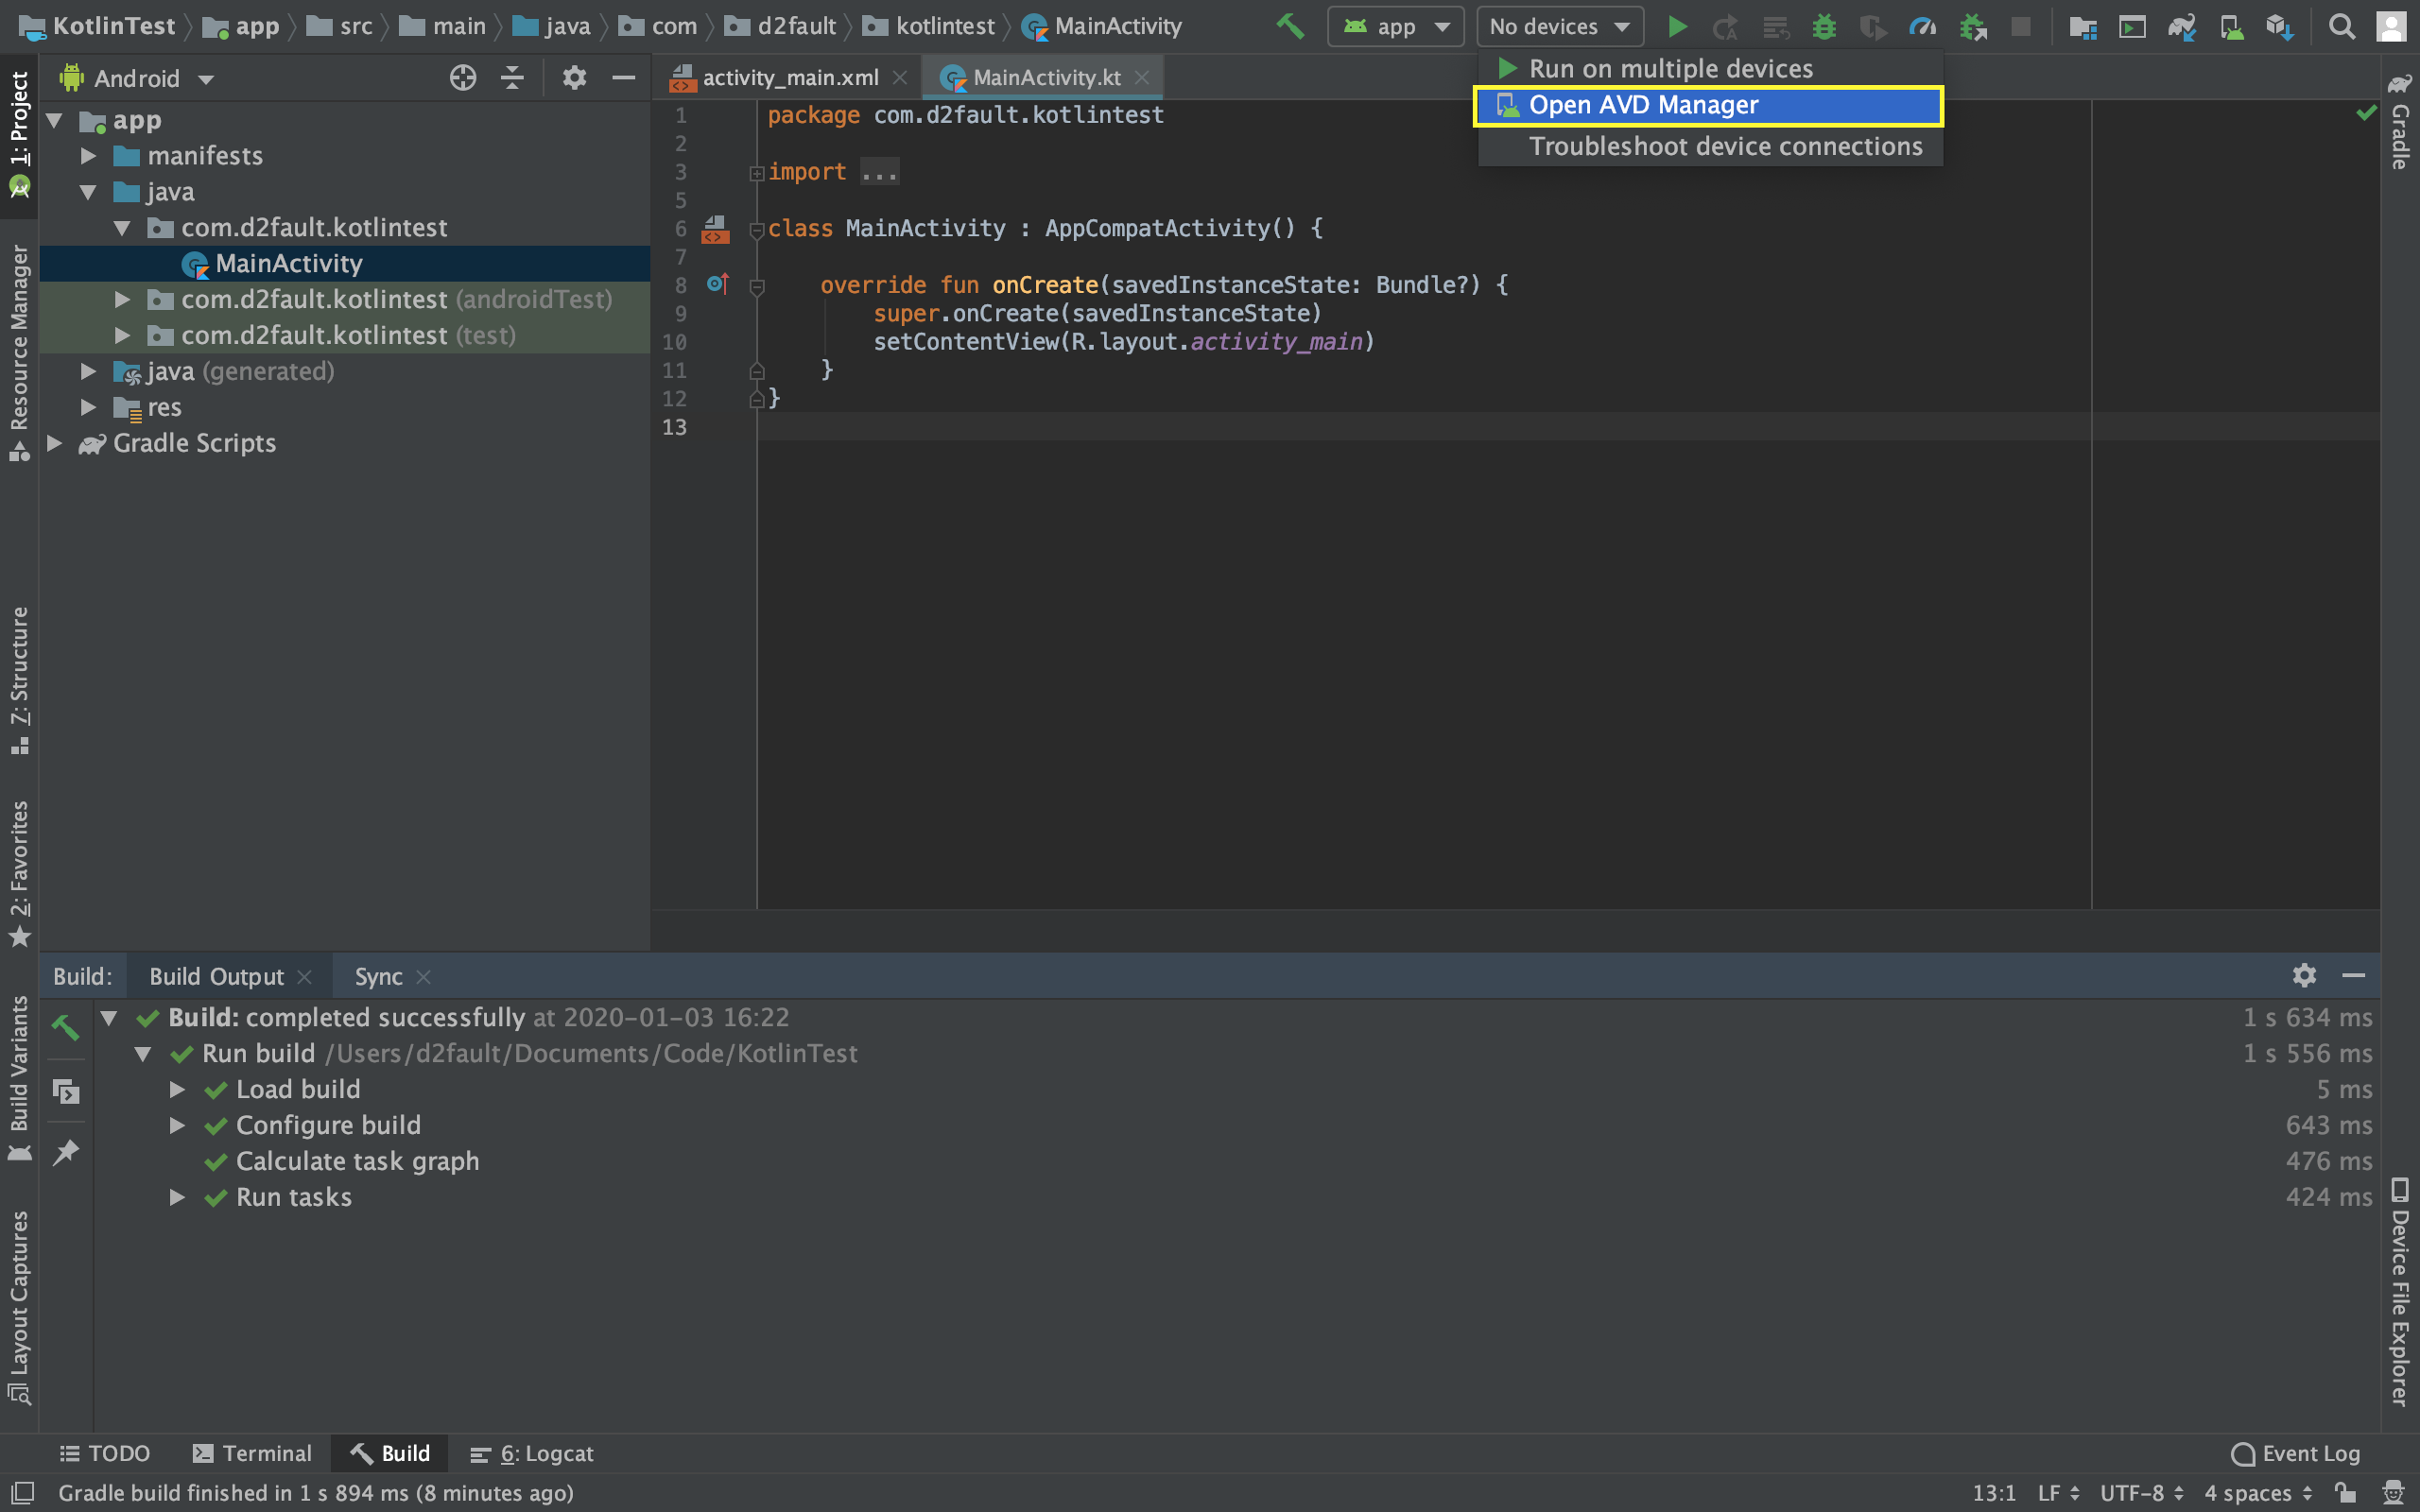 KotlinTest app src main java com d2fault kotlintest MainActivity app No devices
Android
activity_main.xml MainActivity.kt
Run on multiple devices
Open AVD Manager
Troubleshoot device connections
1: Project
Resource Manager
7: Structure
2: Favorites
Build Variants
Layout Captures
app
manifests
java
com.d2fault.kotlintest
MainActivity
com.d2fault.kotlintest (androidTest)
com.d2fault.kotlintest (test)
java (generated)
res
Gradle Scripts
1 package com.d2fault.kotlintest
2
3 import ...
5
6 class MainActivity : AppCompatActivity() {
7
8 override fun onCreate(savedInstanceState: Bundle?) {
9 super.onCreate(savedInstanceState)
10 setContentView(R.layout.activity_main)
11 }
12 }
13
Gradle
Device File Explorer
Build: Build Output Sync
Build: completed successfully at 2020-01-03 16:22 1 s 634 ms
Run build /Users/d2fault/Documents/Code/KotlinTest 1 s 556 ms
Load build 5 ms
Configure build 643 ms
Calculate task graph 476 ms
Run tasks 424 ms
TODO Terminal Build 6: Logcat Event Log
Gradle build finished in 1 s 894 ms (8 minutes ago) 13:1 LF UTF-8 4 spaces